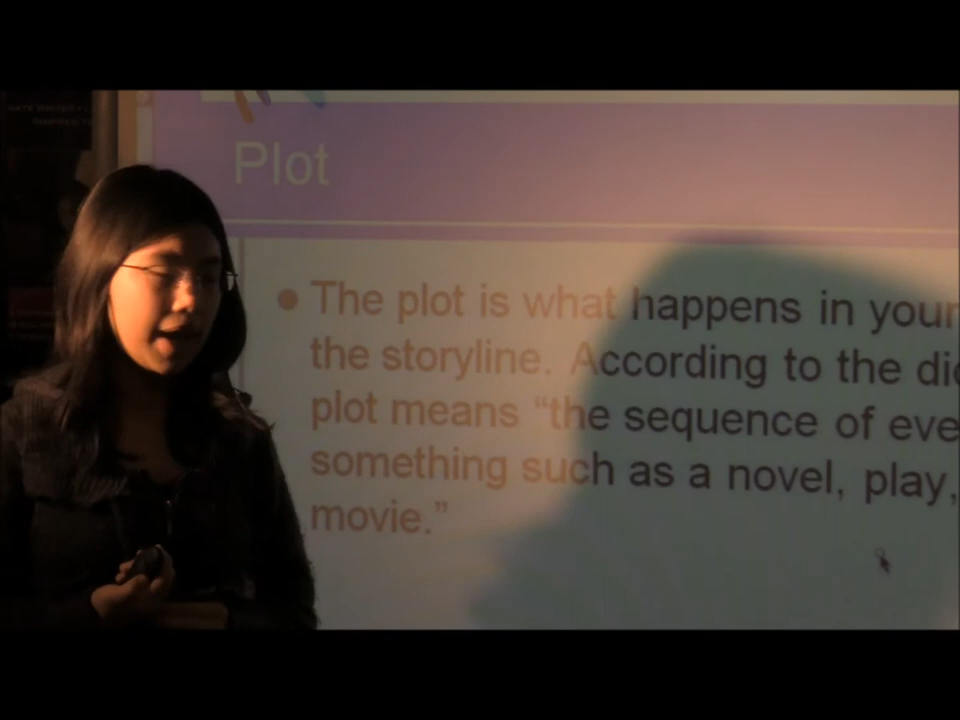 Plot
The plot is what happens in your
the storyline. According to the dic
plot means “the sequence of eve
something such as a novel, play,
movie.”